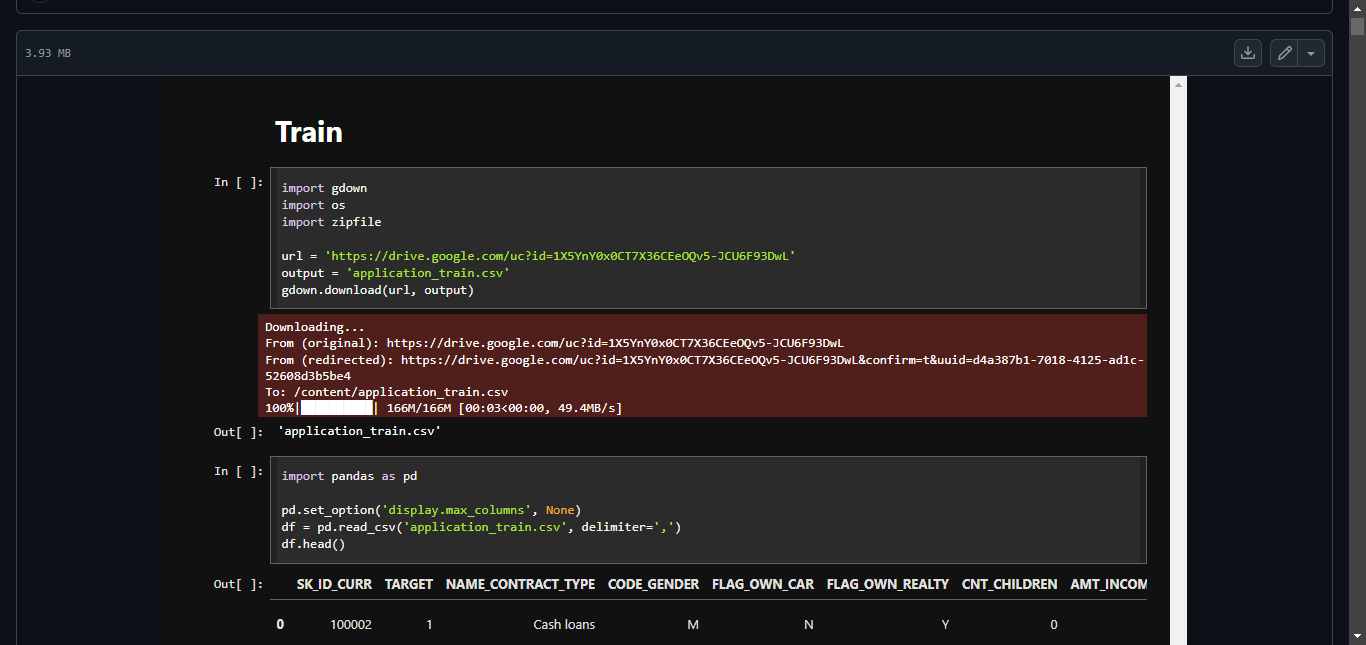 3.93 MB
Train
In [ ]:
import gdown
import os
import zipfile
url = 'https://drive.google.com/uc?id=1X5YnY0x0CT7X36CEeOQv5-JCU6F93DwL'
output = 'application_train.csv'
gdown.download(url, output)
Downloading...
From (original): https://drive.google.com/uc?id=1X5YnY0x0CT7X36CEeOQv5-JCU6F93DwL
From (redirected): https://drive.google.com/uc?id=1X5YnY0x0CT7X36CEeOQv5-JCU6F93DwL&confirm=t&uuid=d4a387b1-7018-4125-ad1c-
52608d3b5be4
To: /content/application_train.csv
100%|██████████| 166M/166M [00:03<00:00, 49.4MB/s]
Out[ ]: 'application_train.csv'
In [ ]:
import pandas as pd
pd.set_option('display.max_columns', None)
df = pd.read_csv('application_train.csv', delimiter=',')
df.head()
Out[ ]: SK_ID_CURR TARGET NAME_CONTRACT_TYPE CODE_GENDER FLAG_OWN_CAR FLAG_OWN_REALTY CNT_CHILDREN AMT_INCOM
0 100002 1 Cash loans M N Y 0